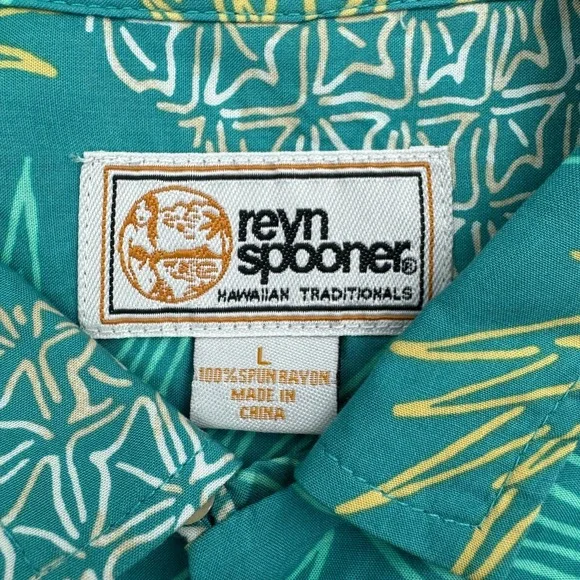 reyn
spooner®
HAWAIIAN TRADITIONALS
L
100% SPUN RAYON
MADE IN
CHINA